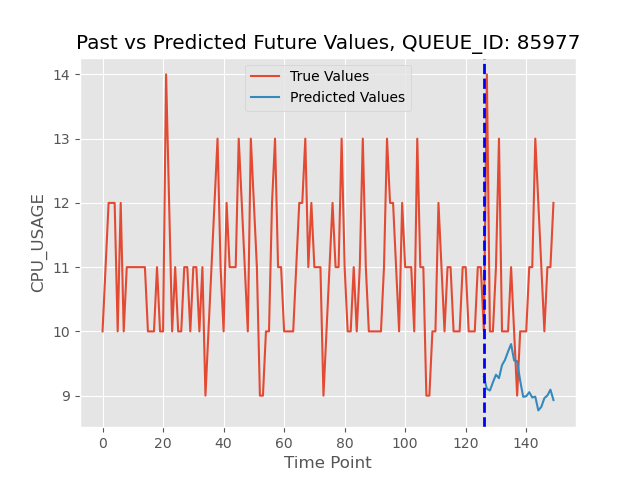 Past vs Predicted Future Values, QUEUE_ID: 85977
True Values
Predicted Values
CPU_USAGE
14
13
12
11
10
9
0 20 40 60 80 100 120 140
Time Point